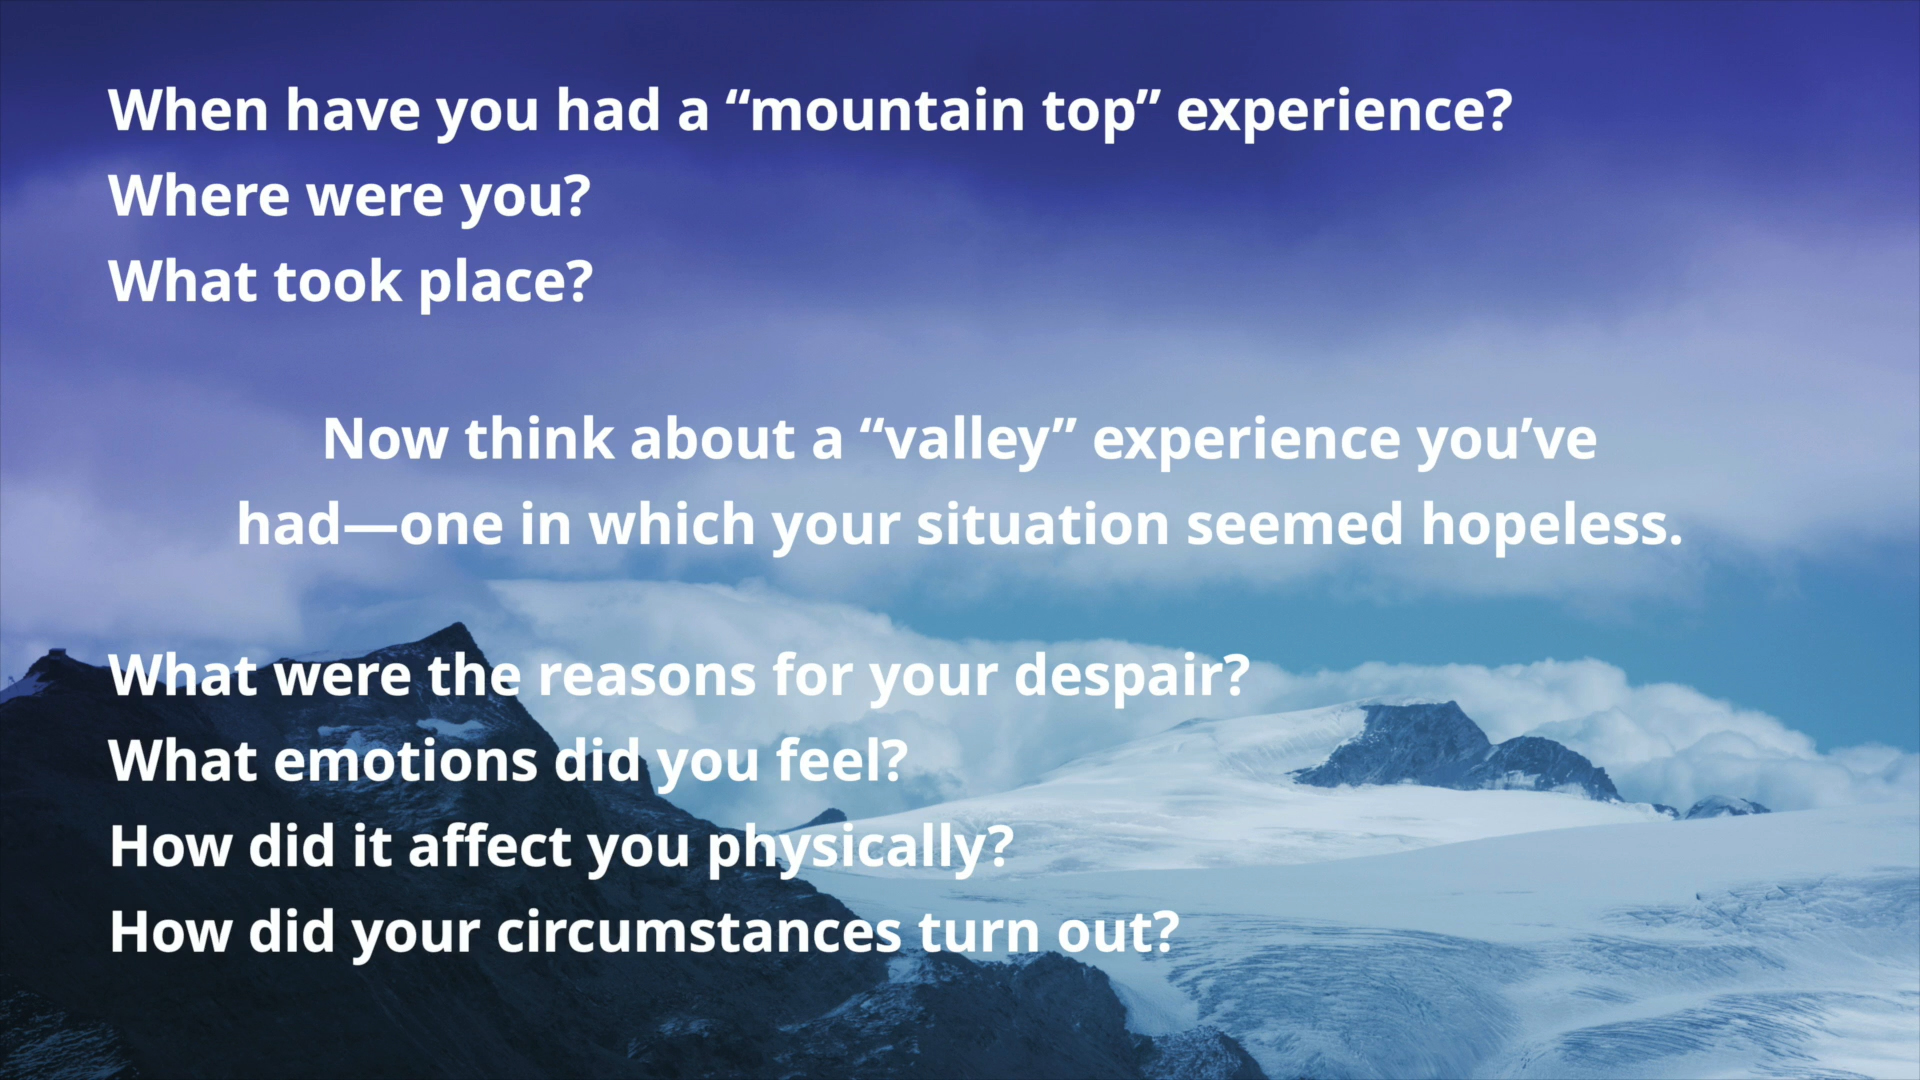 When have you had a “mountain top” experience?
Where were you?
What took place?
Now think about a “valley” experience you’ve
had—one in which your situation seemed hopeless.
What were the reasons for your despair?
What emotions did you feel?
How did it affect you physically?
How did your circumstances turn out?